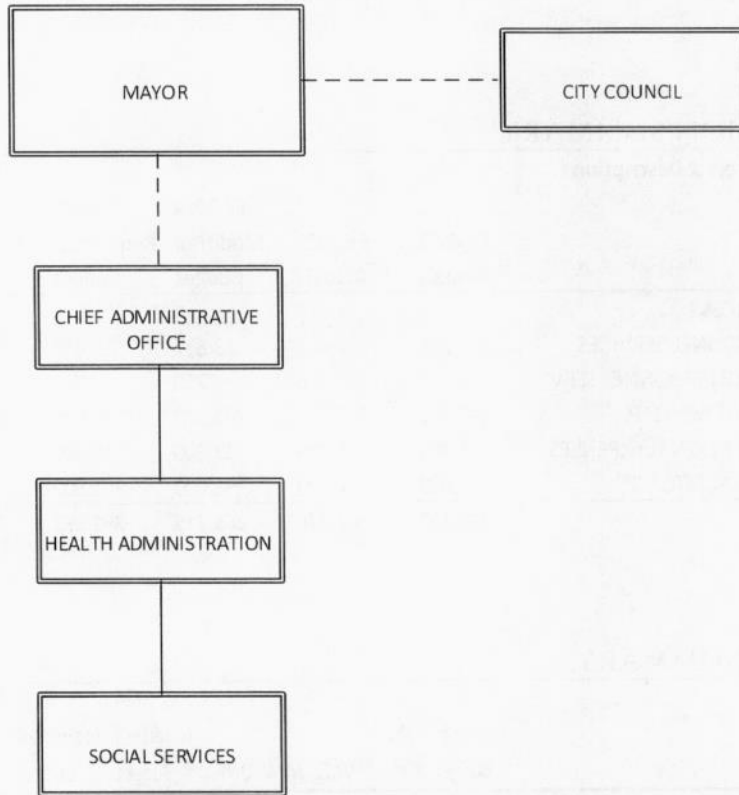 MAYOR
CITY COUNCIL
CHIEF ADMINISTRATIVE
OFFICE
HEALTH ADMINISTRATION
SOCIAL SERVICES